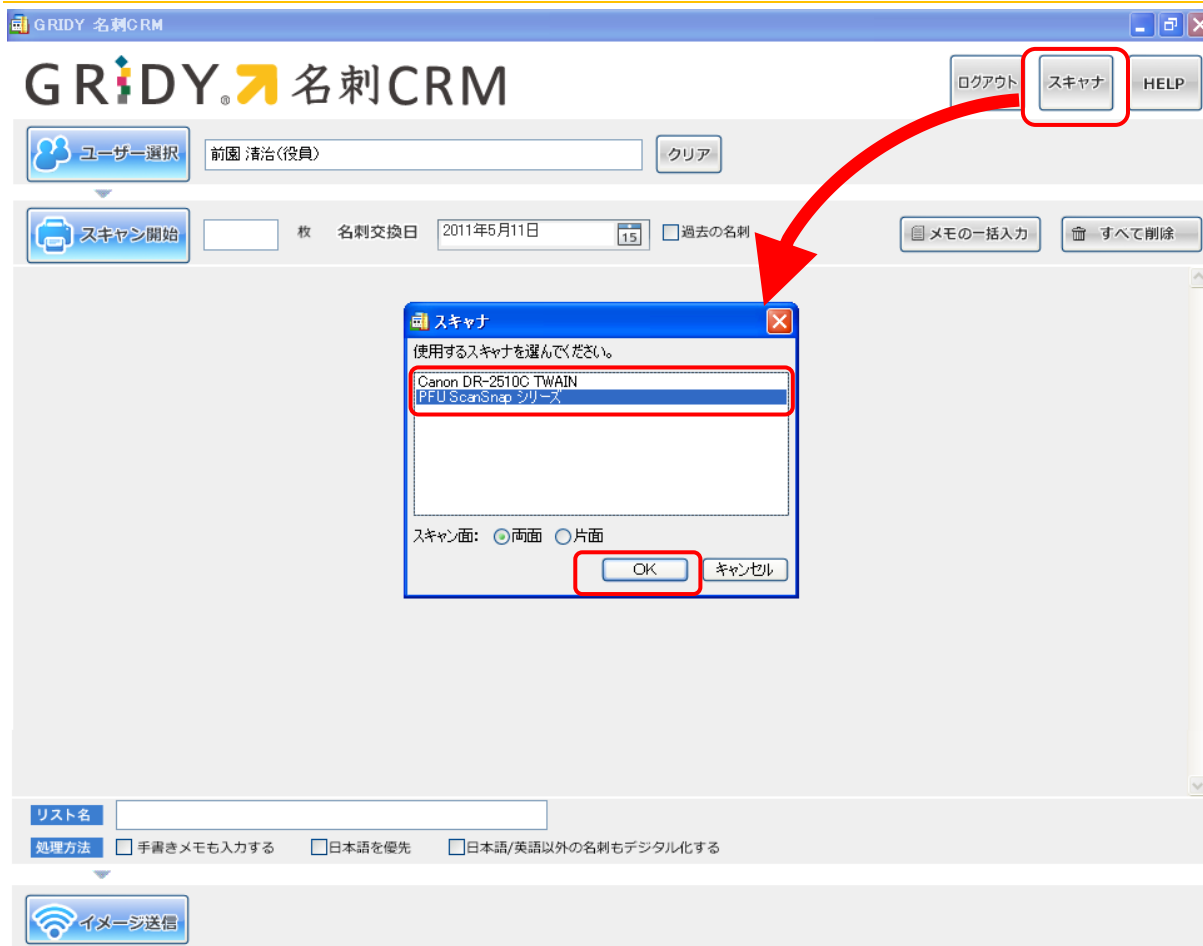 GRIDY 名刺CRM
GRIDY® 名刺CRM
ログアウト スキャナ HELP
ユーザー選択 前園 清治(役員) クリア
スキャン開始 枚 名刺交換日 2011年5月11日 15 過去の名刺 メモの一括入力 すべて削除
スキャナ
使用するスキャナを選んでください。
Canon DR-2510C TWAIN
PFU ScanSnap シリーズ
スキャン面: 両面 片面
OK キャンセル
リスト名
処理方法 手書きメモも入力する 日本語を優先 日本語/英語以外の名刺もデジタル化する
イメージ送信